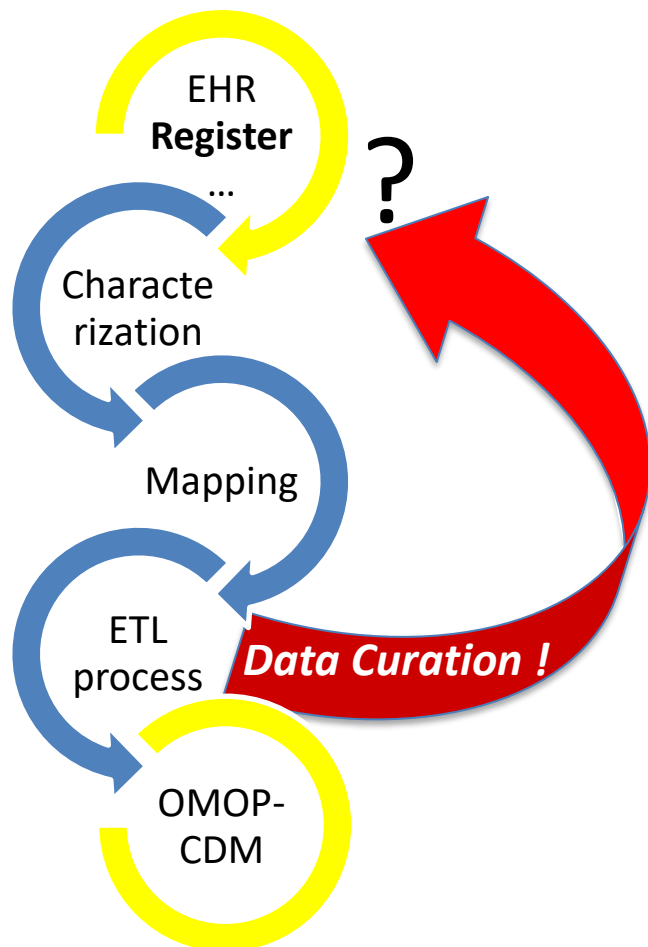 EHR
Register
...
?
Characte
rization
Mapping
ETL
process
Data Curation !
OMOP-
CDM